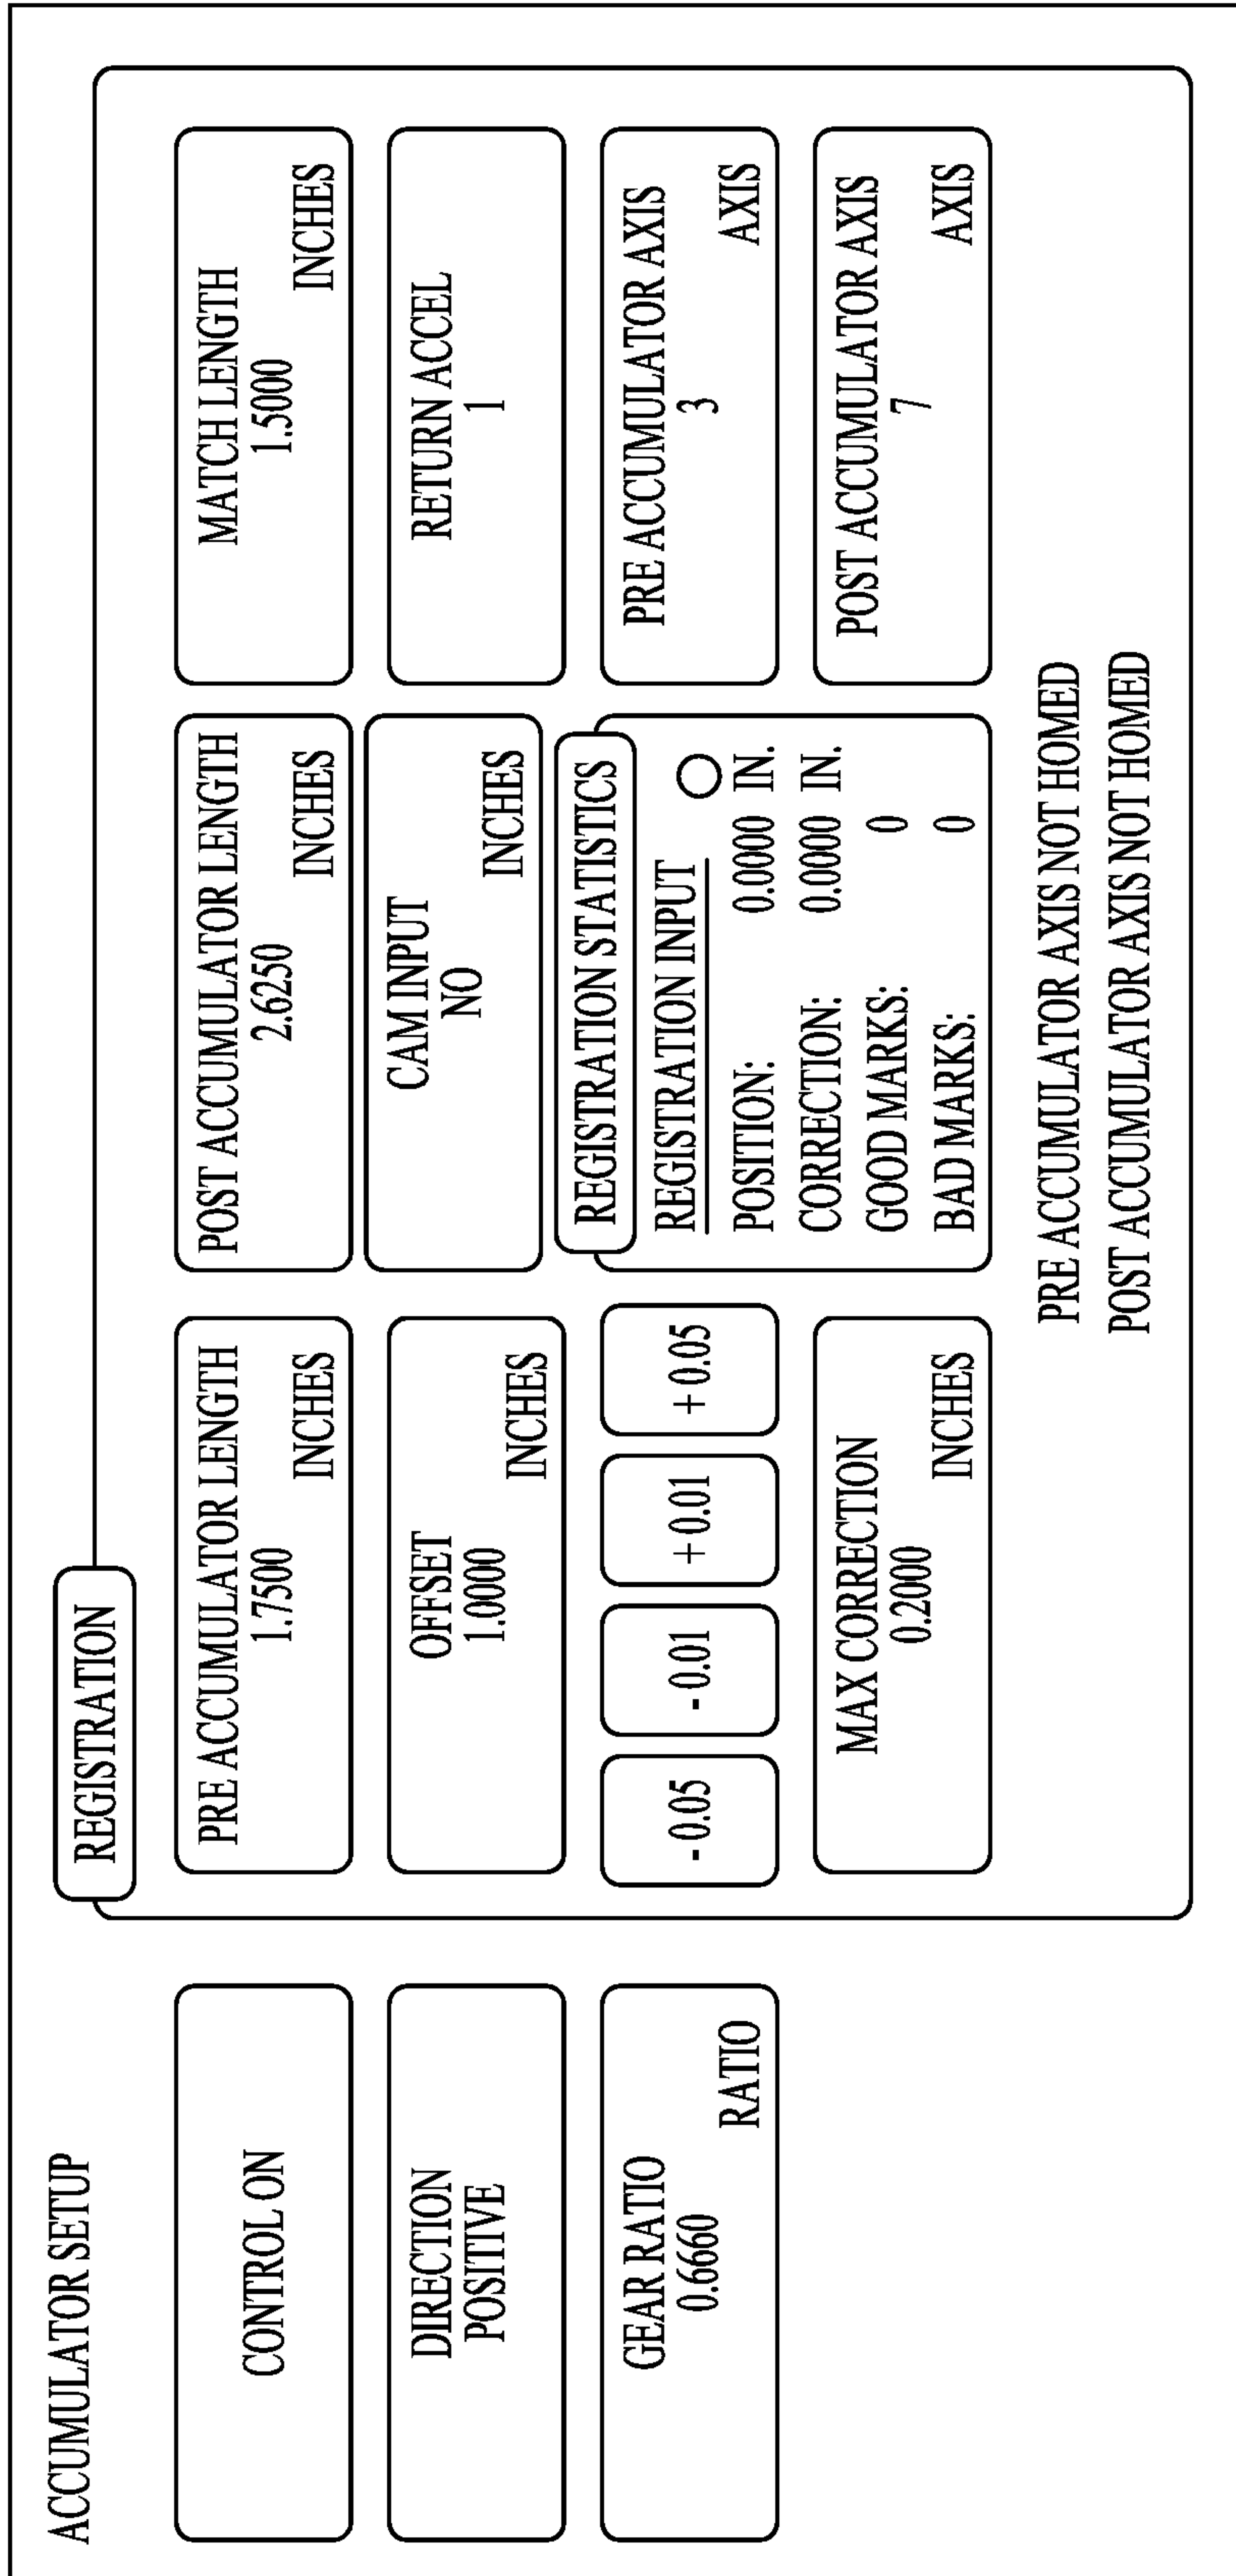 ACCUMULATOR SETUP
CONTROL ON
DIRECTION
POSITIVE
GEAR RATIO
0.6660
RATIO
REGISTRATION
PRE ACCUMULATOR LENGTH
1.7500
INCHES
OFFSET
1.0000
INCHES
- 0.05
- 0.01
+ 0.01
+ 0.05
MAX CORRECTION
0.2000
INCHES
POST ACCUMULATOR LENGTH
2.6250
INCHES
CAM INPUT
NO
INCHES
REGISTRATION STATISTICS
REGISTRATION INPUT
POSITION: 0.0000 IN.
CORRECTION: 0.0000 IN.
GOOD MARKS: 0
BAD MARKS: 0
MATCH LENGTH
1.5000
INCHES
RETURN ACCEL
1
PRE ACCUMULATOR AXIS
3
AXIS
POST ACCUMULATOR AXIS
7
AXIS
PRE ACCUMULATOR AXIS NOT HOMED
POST ACCUMULATOR AXIS NOT HOMED